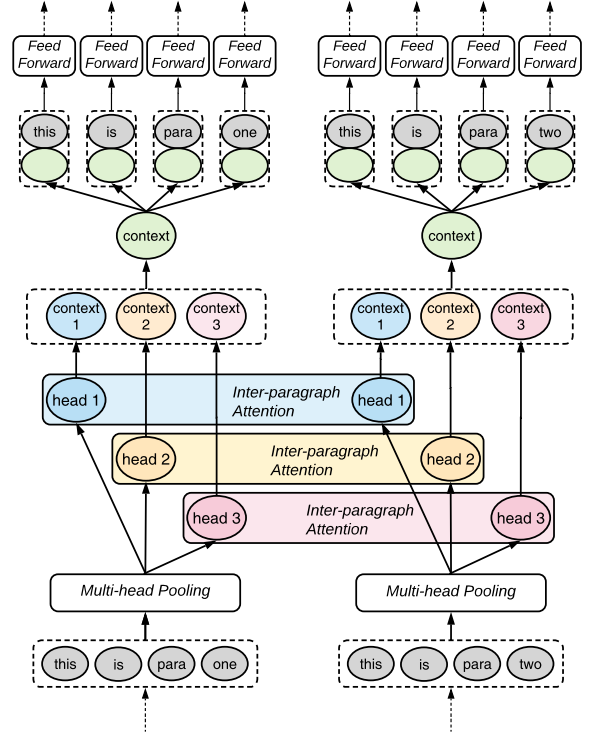 Feed Forward
Feed Forward
Feed Forward
Feed Forward
Feed Forward
Feed Forward
Feed Forward
Feed Forward
this is para one
this is para two
context
context
context 1
context 2
context 3
context 1
context 2
context 3
head 1
Inter-paragraph
Attention
head 1
head 2
Inter-paragraph
Attention
head 2
head 3
Inter-paragraph
Attention
head 3
Multi-head Pooling
Multi-head Pooling
this is para one
this is para two